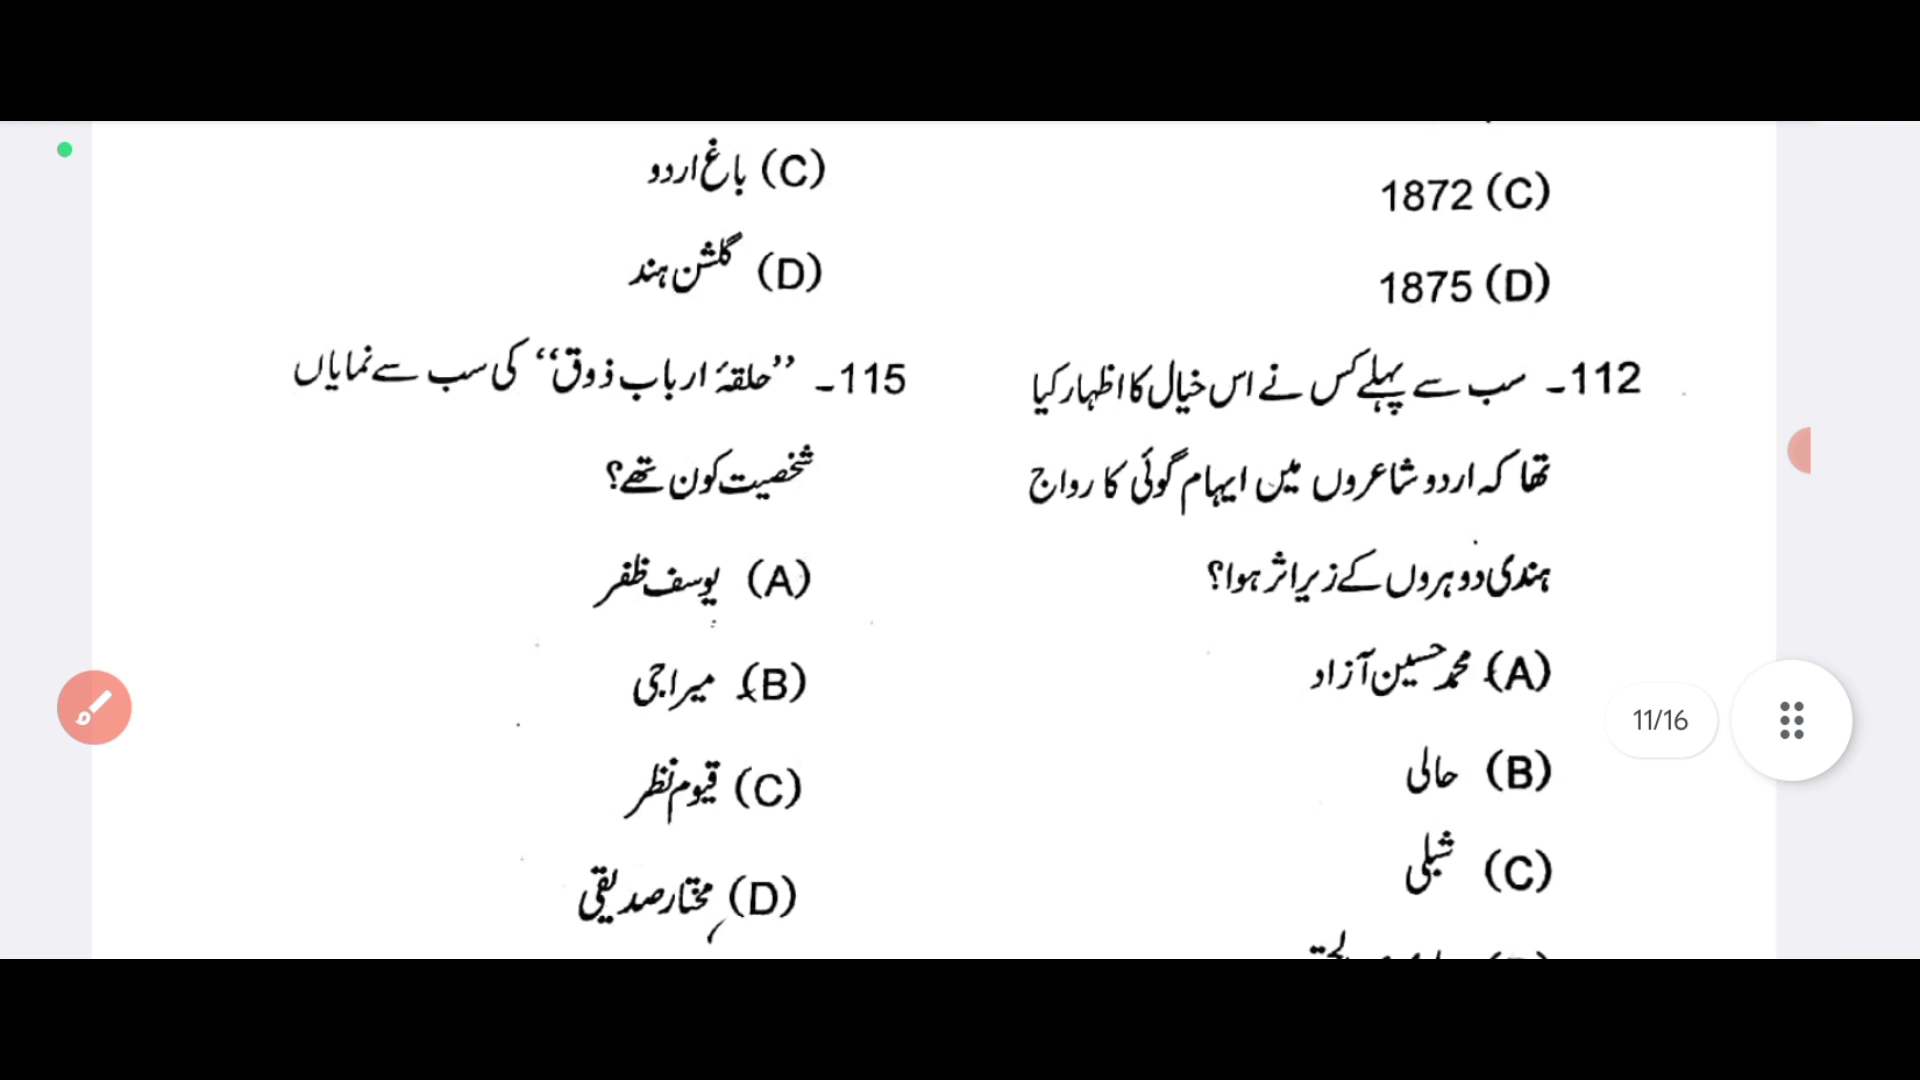 1872 (C)
1875 (D)
112۔ سب سے پہلے کس نے اس خیال کا اظہار کیا
تھا کہ اردو شاعروں میں ایہام گوئی کا رواج
ہندی دوہروں کے زیر اثر ہوا؟
(A) محمد حسین آزاد
(B) حالی
(C) شبلی
(C) باغ اردو
(D) گلشن ہند
115۔ ”حلقۂ ارباب ذوق“ کی سب سے نمایاں
شخصیت کون تھے؟
(A) یوسف ظفر
(B) میراجی
(C) قیوم نظر
(D) مختار صدیقی
11/16